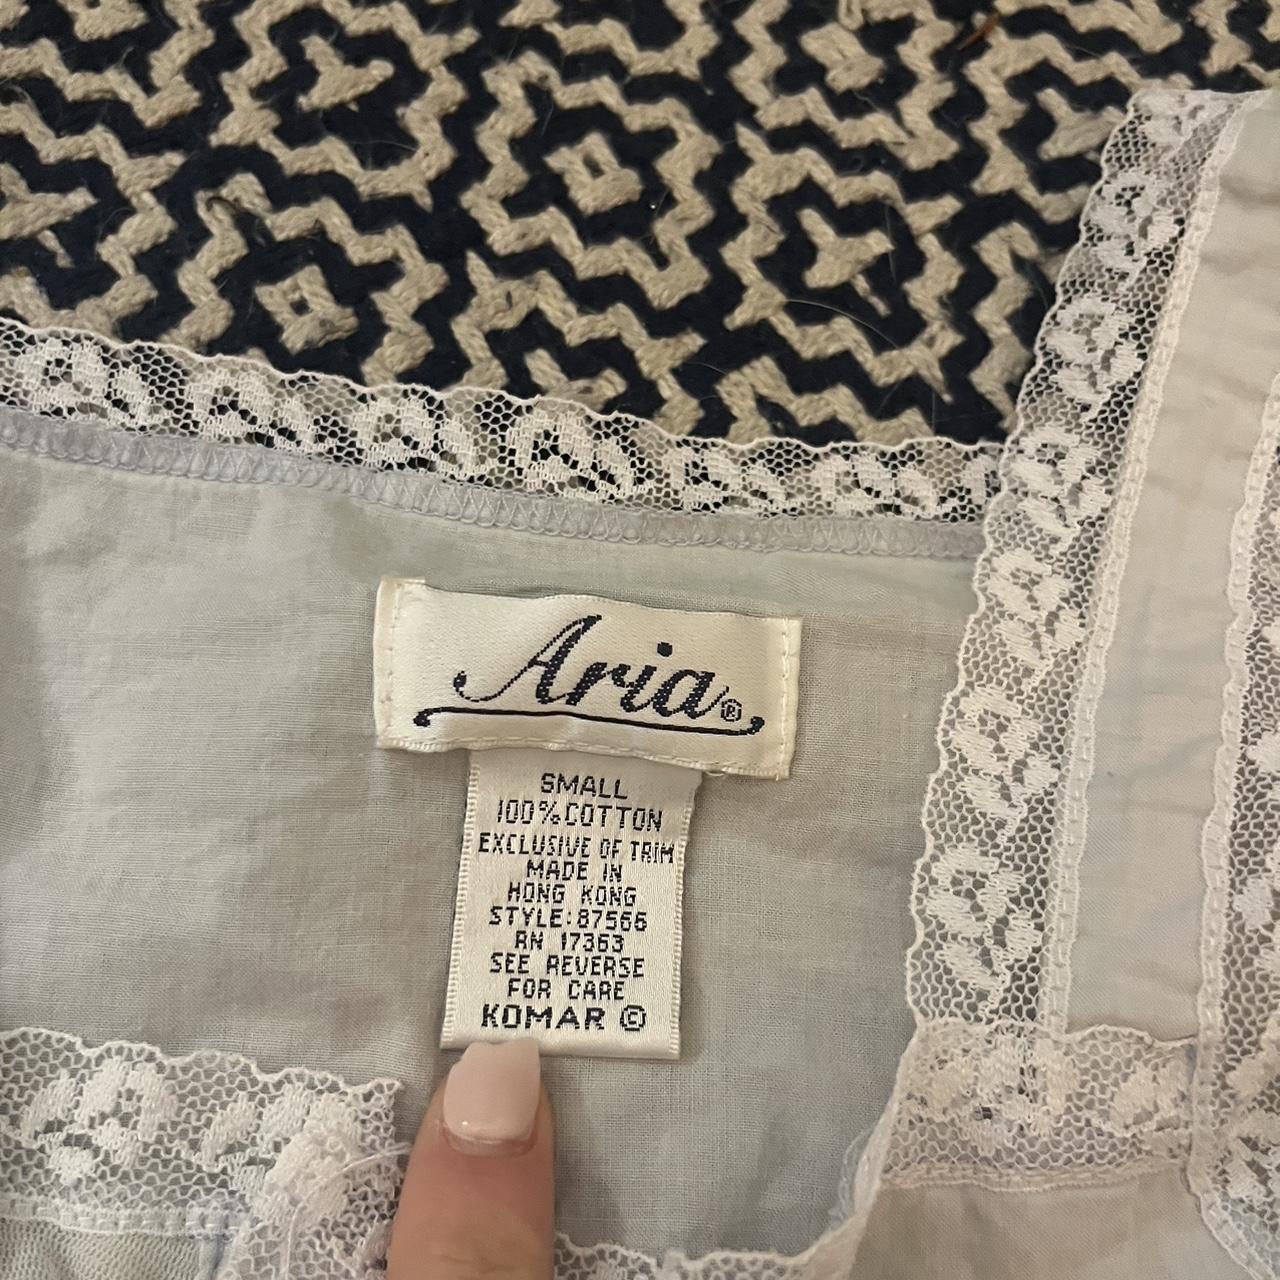 Aria®
SMALL
100% COTTON
EXCLUSIVE OF TRIM
MADE IN
HONG KONG
STYLE:87566
RN 17363
SEE REVERSE
FOR CARE
KOMAR ©